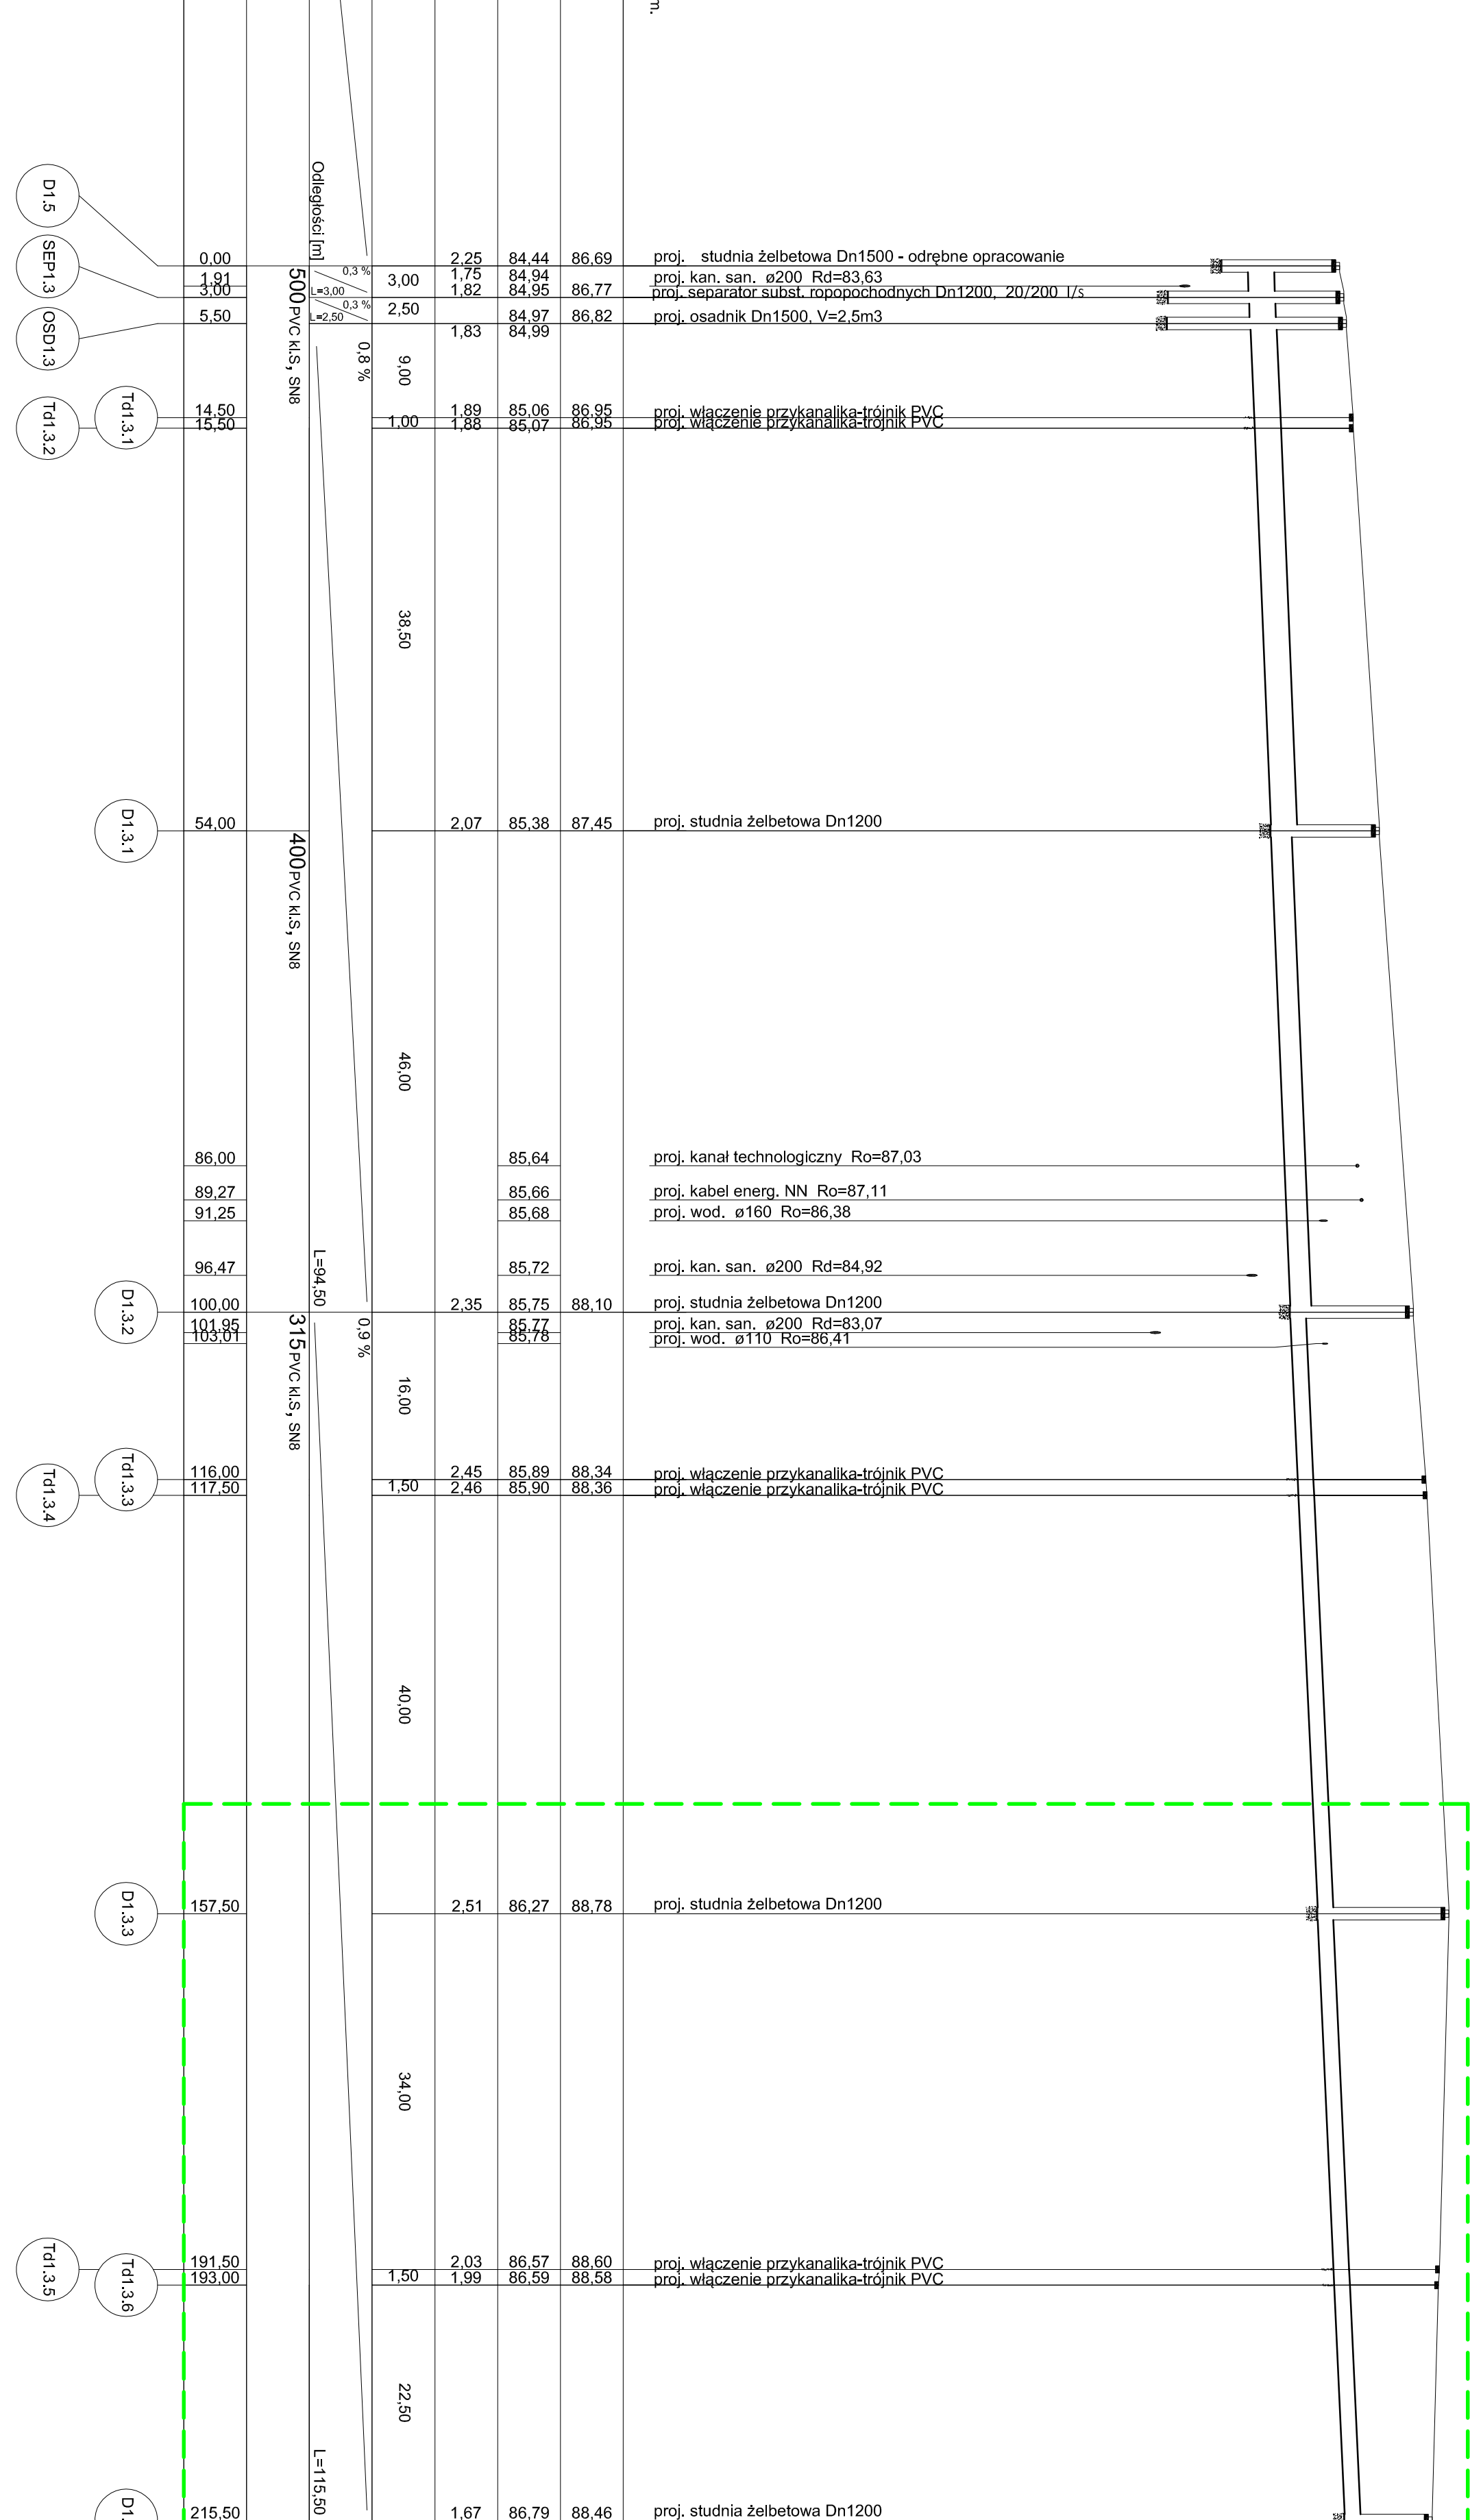 m.
D1.5
0,00
Odległości [m]
2,25
84,44
86,69
proj. studnia żelbetowa Dn1500 - odrębne opracowanie
1,91
0,3 %
3,00
1,75
84,94
proj. kan. san. ø200 Rd=83,63
SEP1.3
3,00
L=3,00
1,82
84,95
86,77
proj. separator subst. ropopochodnych Dn1200, 20/200 l/s
0,3 %
2,50
OSD1.3
5,50
500 PVC kl.S, SN8
L=2,50
84,97
86,82
proj. osadnik Dn1500, V=2,5m3
1,83
84,99
0,8 %
9,00
Td1.3.1
14,50
1,89
85,06
86,95
proj. włączenie przykanalika-trójnik PVC
Td1.3.2
15,50
1,00
1,88
85,07
86,95
proj. włączenie przykanalika-trójnik PVC
38,50
D1.3.1
54,00
2,07
85,38
87,45
proj. studnia żelbetowa Dn1200
400 PVC kl.S, SN8
46,00
86,00
85,64
proj. kanał technologiczny Ro=87,03
89,27
85,66
proj. kabel energ. NN Ro=87,11
91,25
85,68
proj. wod. ø160 Ro=86,38
96,47
L=94,50
85,72
proj. kan. san. ø200 Rd=84,92
D1.3.2
100,00
2,35
85,75
88,10
proj. studnia żelbetowa Dn1200
101,95
85,77
proj. kan. san. ø200 Rd=83,07
103,01
85,78
proj. wod. ø110 Ro=86,41
315 PVC kl.S, SN8
0,9 %
16,00
Td1.3.3
116,00
2,45
85,89
88,34
proj. włączenie przykanalika-trójnik PVC
Td1.3.4
117,50
1,50
2,46
85,90
88,36
proj. włączenie przykanalika-trójnik PVC
40,00
D1.3.3
157,50
2,51
86,27
88,78
proj. studnia żelbetowa Dn1200
34,00
Td1.3.5
191,50
2,03
86,57
88,60
proj. włączenie przykanalika-trójnik PVC
Td1.3.6
193,00
1,50
1,99
86,59
88,58
proj. włączenie przykanalika-trójnik PVC
22,50
L=115,50
D1.
215,50
1,67
86,79
88,46
proj. studnia żelbetowa Dn1200